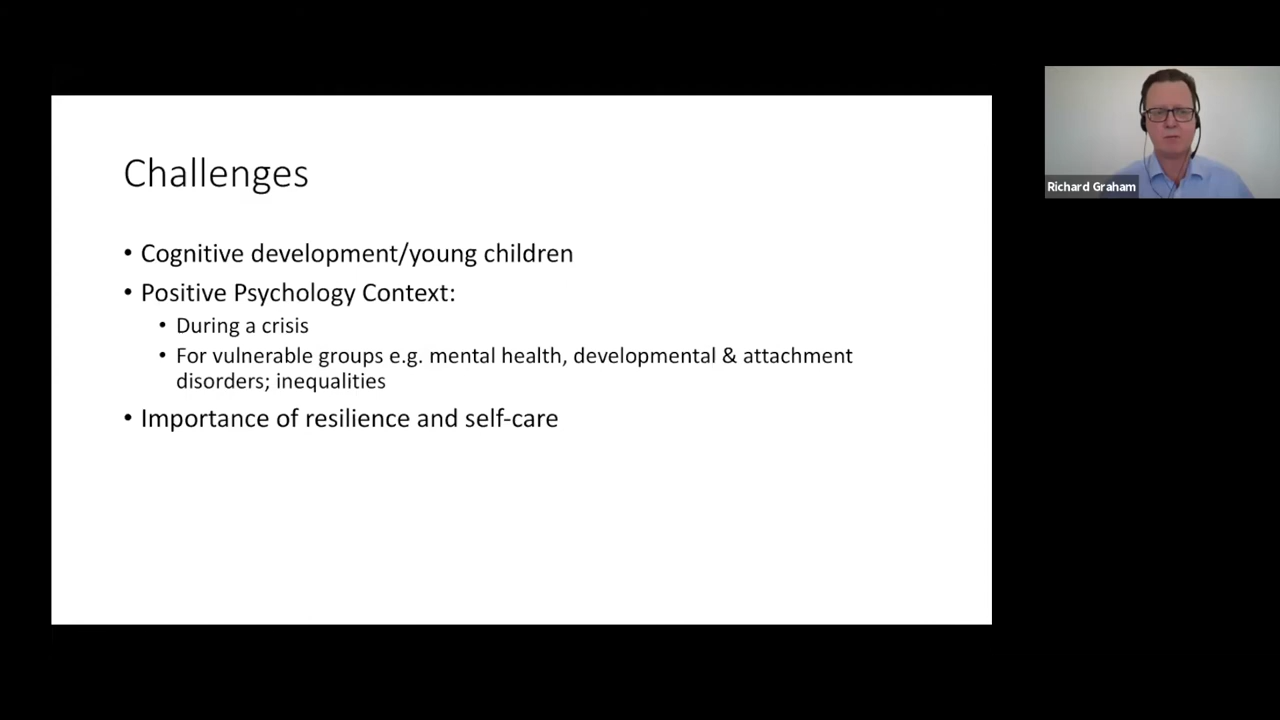 Challenges
• Cognitive development/young children
• Positive Psychology Context:
• During a crisis
• For vulnerable groups e.g. mental health, developmental & attachment
disorders; inequalities
• Importance of resilience and self-care
Richard Graham